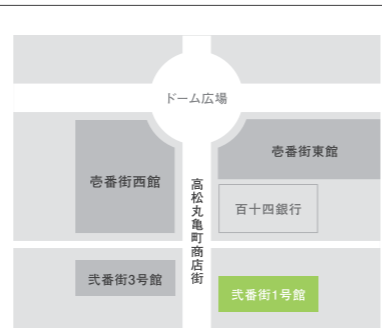 ドーム広場
壱番街東館
壱番街西館
高松丸亀町商店街
百十四銀行
弐番街3号館
弐番街1号館